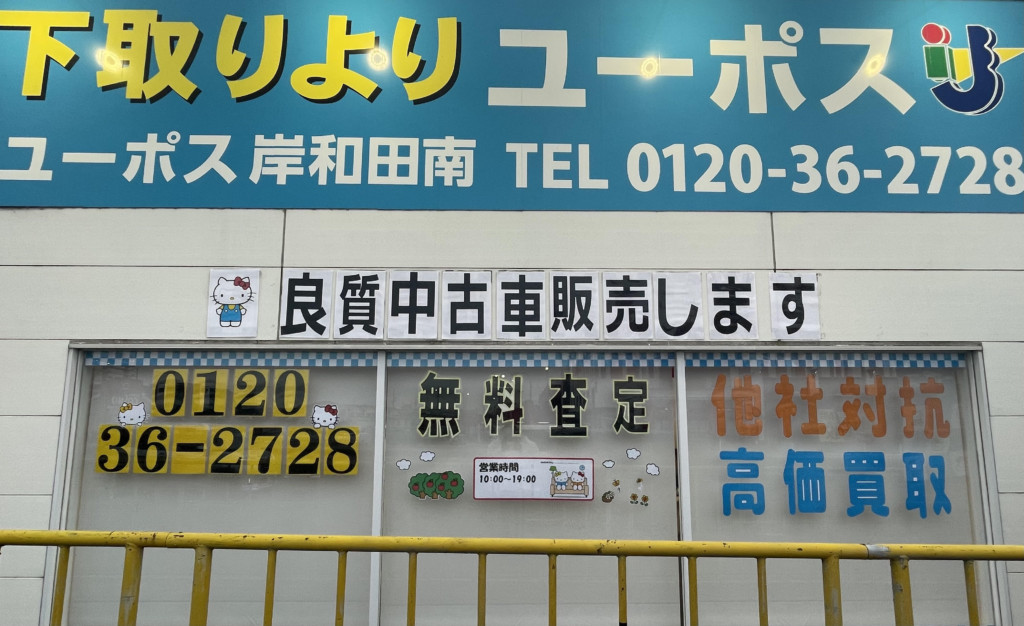 下取りよりユーポス
ユーポス岸和田南 TEL 0120-36-2728
良質中古車販売します
0120
36-2728
無料査定
営業時間
10:00～19:00
他社対抗
高価買取